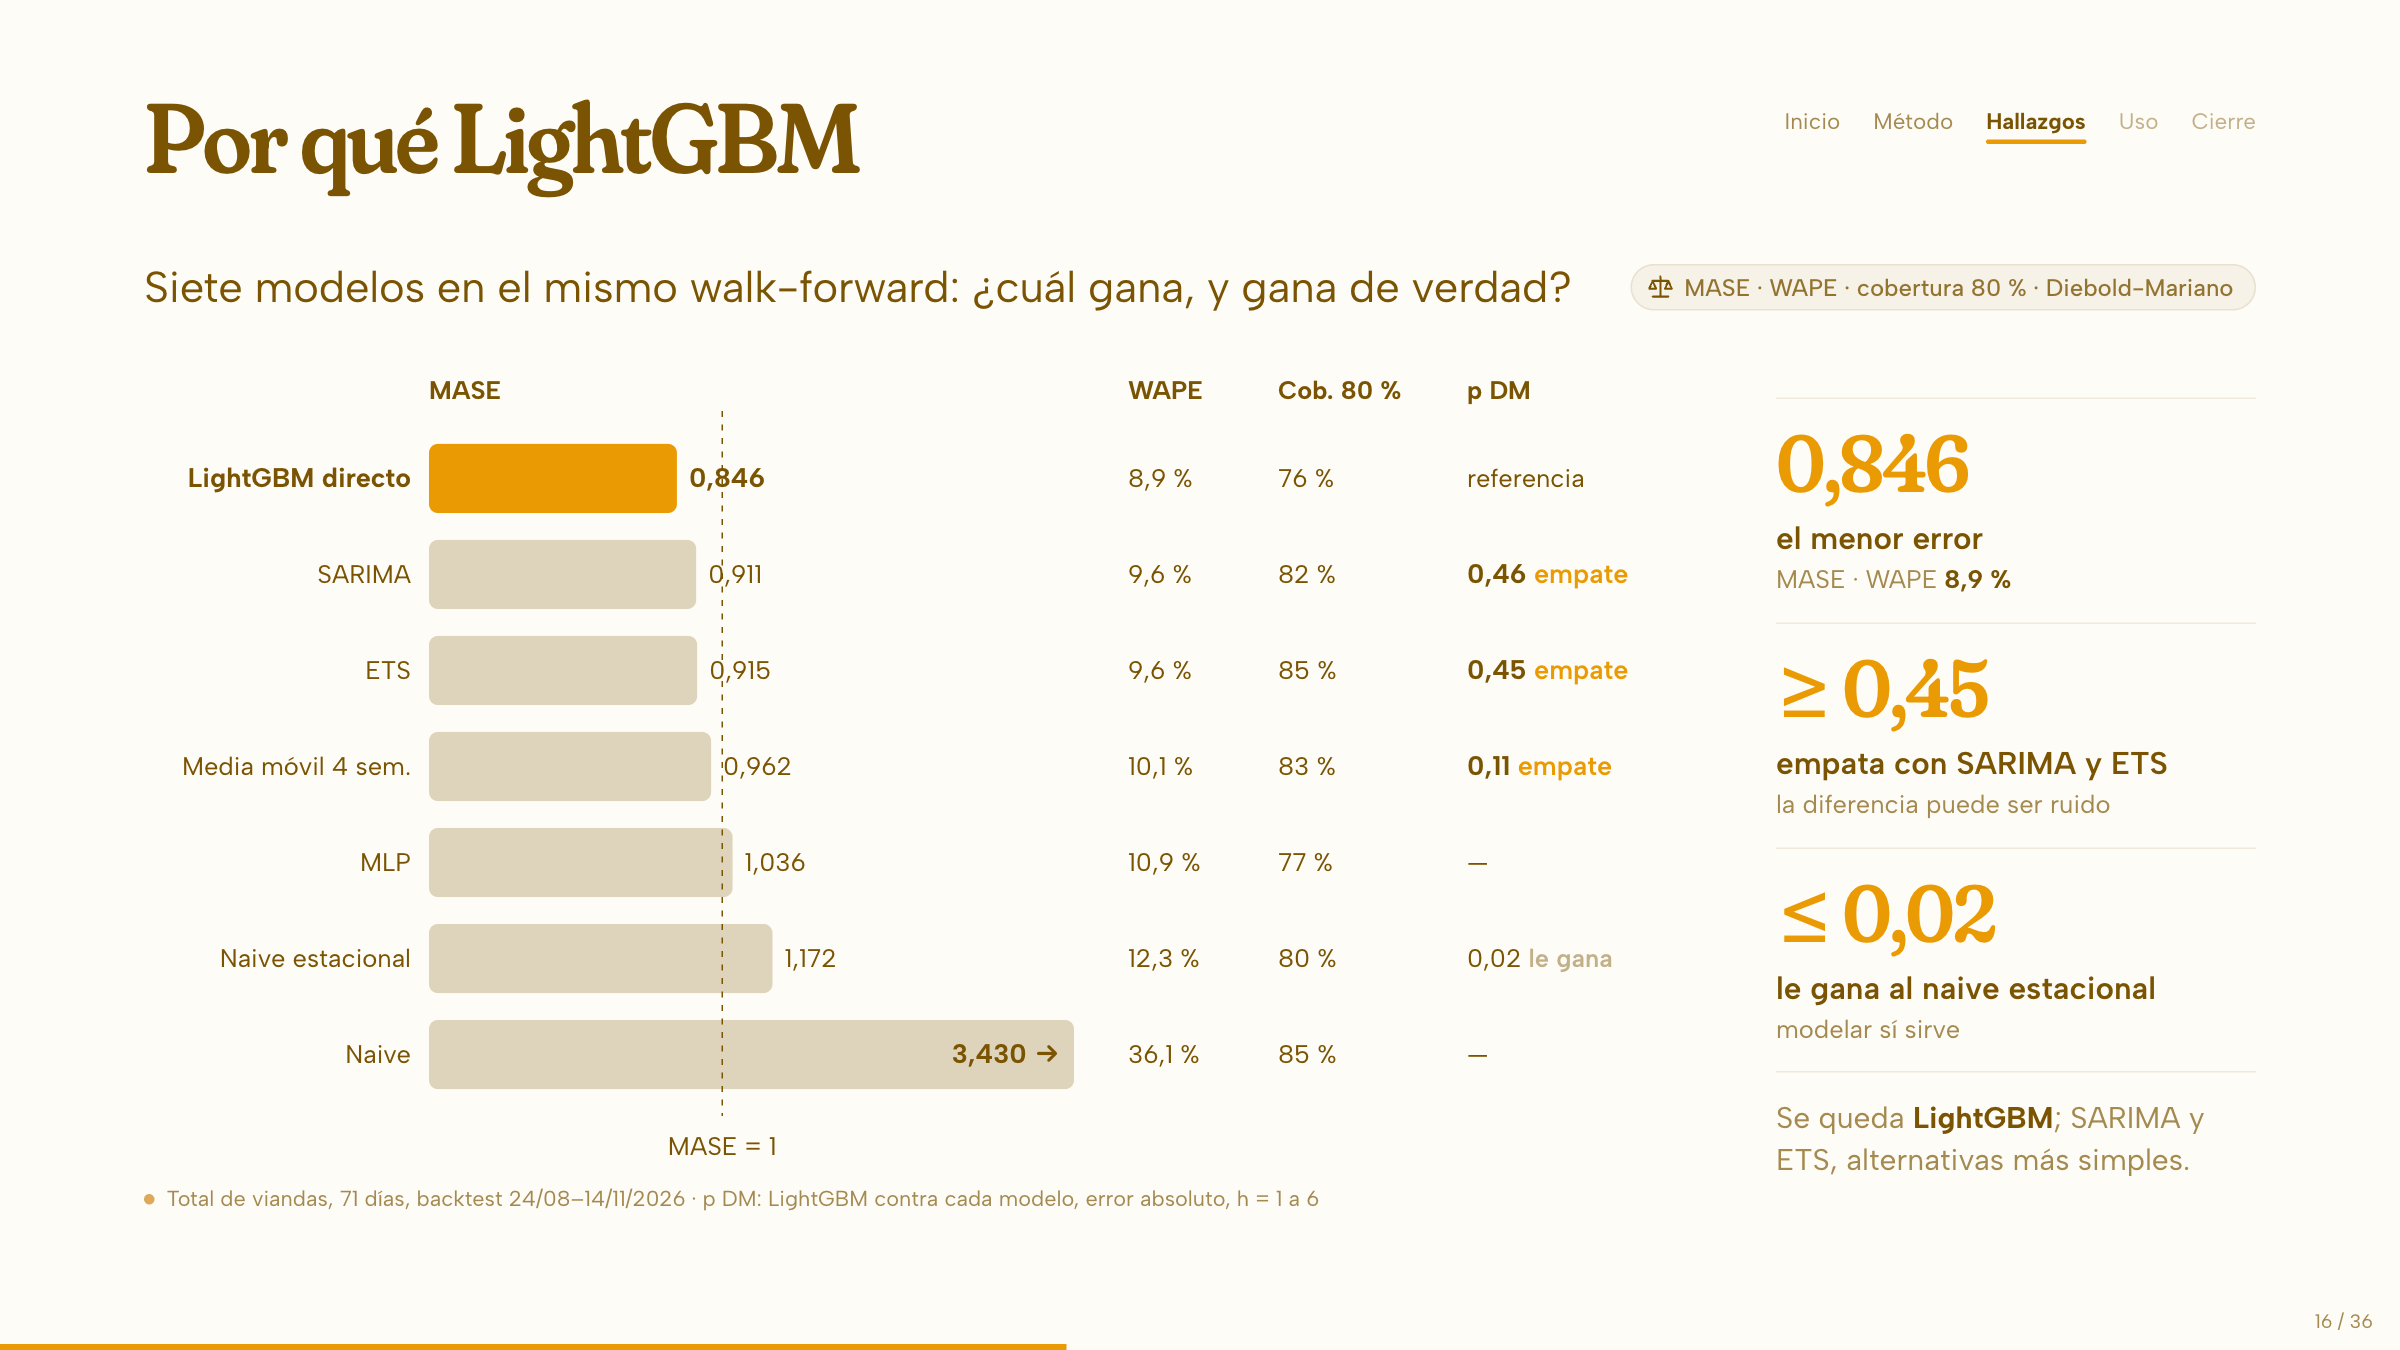 Por qué LightGBM
Inicio Método Hallazgos Uso Cierre
Siete modelos en el mismo walk-forward: ¿cuál gana, y gana de verdad?
MASE · WAPE · cobertura 80 % · Diebold-Mariano
MASE WAPE Cob. 80 % p DM
LightGBM directo 0,846 8,9 % 76 % referencia
SARIMA 0,911 9,6 % 82 % 0,46 empate
ETS 0,915 9,6 % 85 % 0,45 empate
Media móvil 4 sem. 0,962 10,1 % 83 % 0,11 empate
MLP 1,036 10,9 % 77 % —
Naive estacional 1,172 12,3 % 80 % 0,02 le gana
Naive 3,430 → 36,1 % 85 % —
MASE = 1
Total de viandas, 71 días, backtest 24/08–14/11/2026 · p DM: LightGBM contra cada modelo, error absoluto, h = 1 a 6
0,846
el menor error
MASE · WAPE 8,9 %
≥ 0,45
empata con SARIMA y ETS
la diferencia puede ser ruido
≤ 0,02
le gana al naive estacional
modelar sí sirve
Se queda LightGBM; SARIMA y
ETS, alternativas más simples.
16 / 36